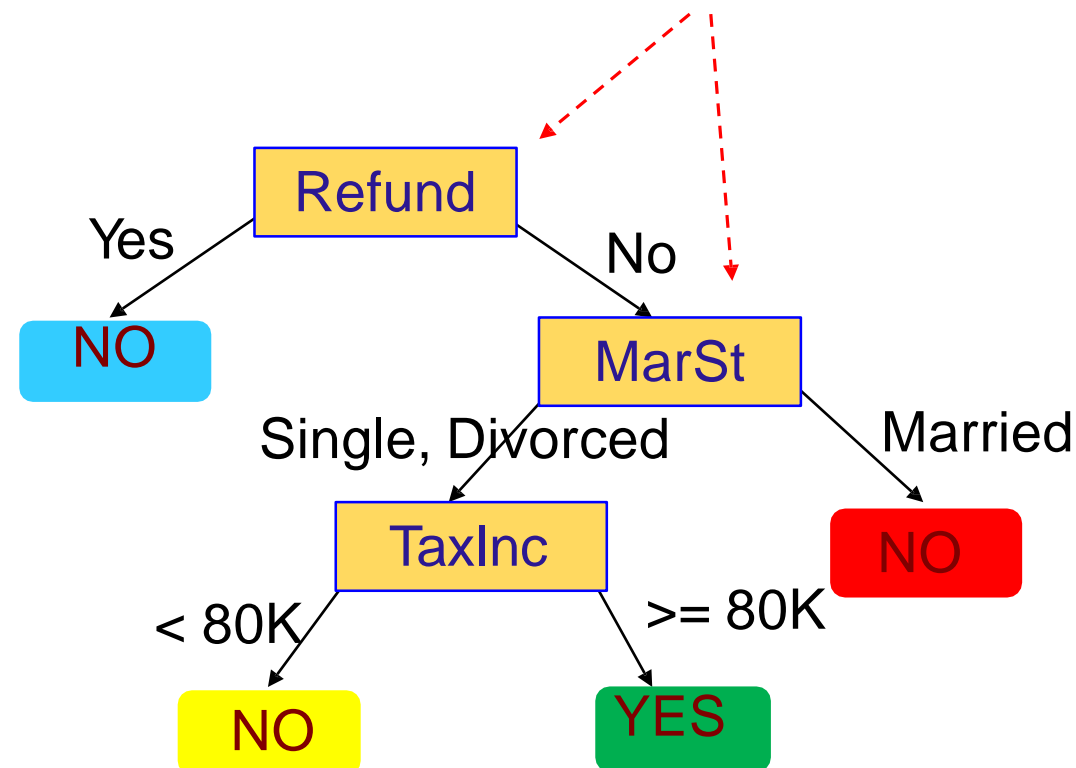 Refund
Yes
No
NO
MarSt
Single, Divorced
Married
TaxInc
NO
< 80K
>= 80K
NO
YES